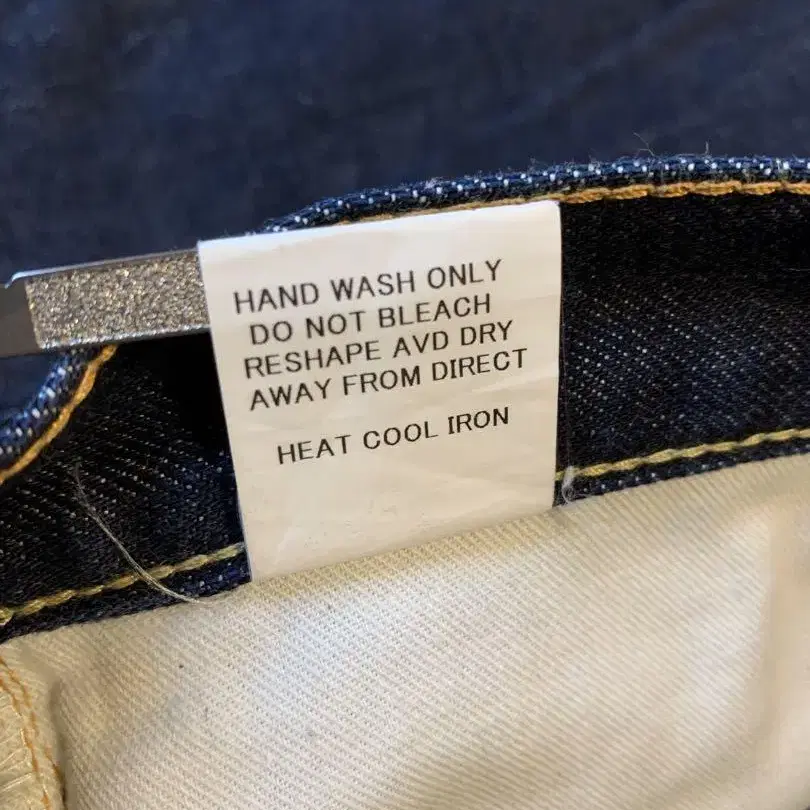 HAND WASH ONLY
DO NOT BLEACH
RESHAPE AVD DRY
AWAY FROM DIRECT
HEAT COOL IRON